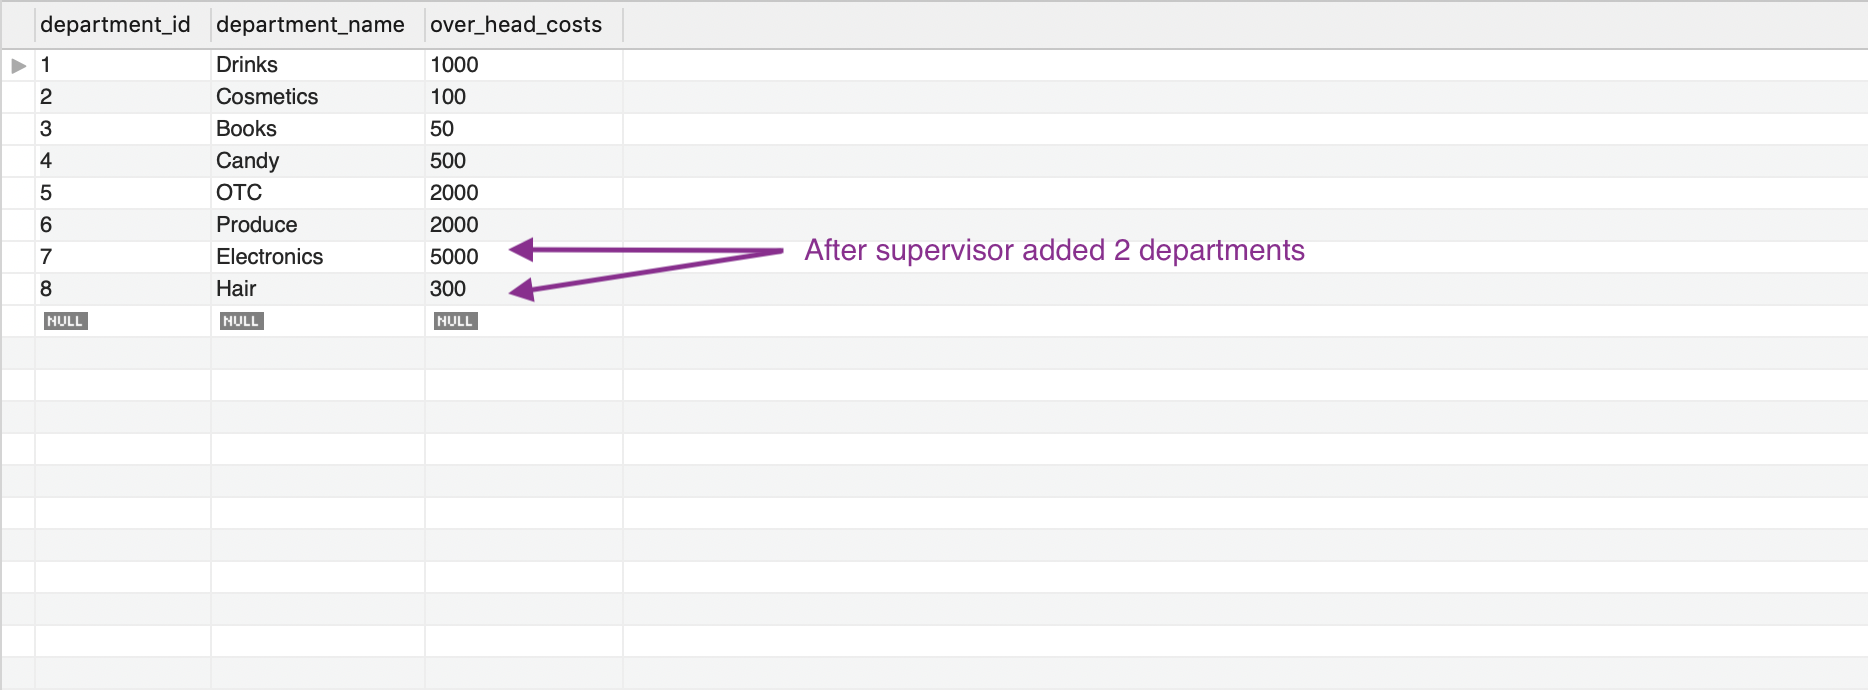 department_id department_name over_head_costs
1 Drinks 1000
2 Cosmetics 100
3 Books 50
4 Candy 500
5 OTC 2000
6 Produce 2000
After supervisor added 2 departments
7 Electronics 5000
8 Hair 300
NULL NULL NULL